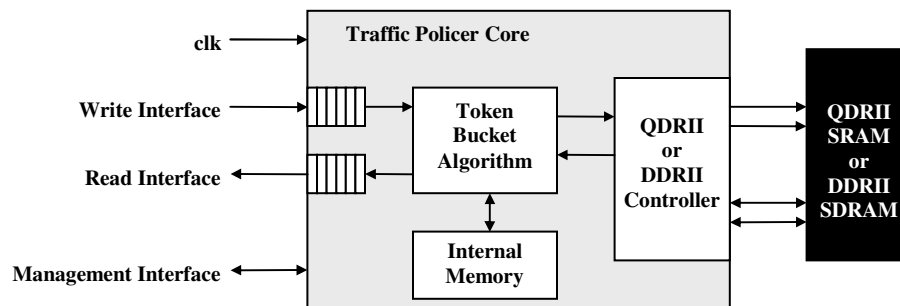 Traffic Policer Core
clk
Write Interface
Read Interface
Management Interface
Token
Bucket
Algorithm
Internal
Memory
QDRII
or
DDRII
Controller
QDRII
SRAM
or
DDRII
SDRAM